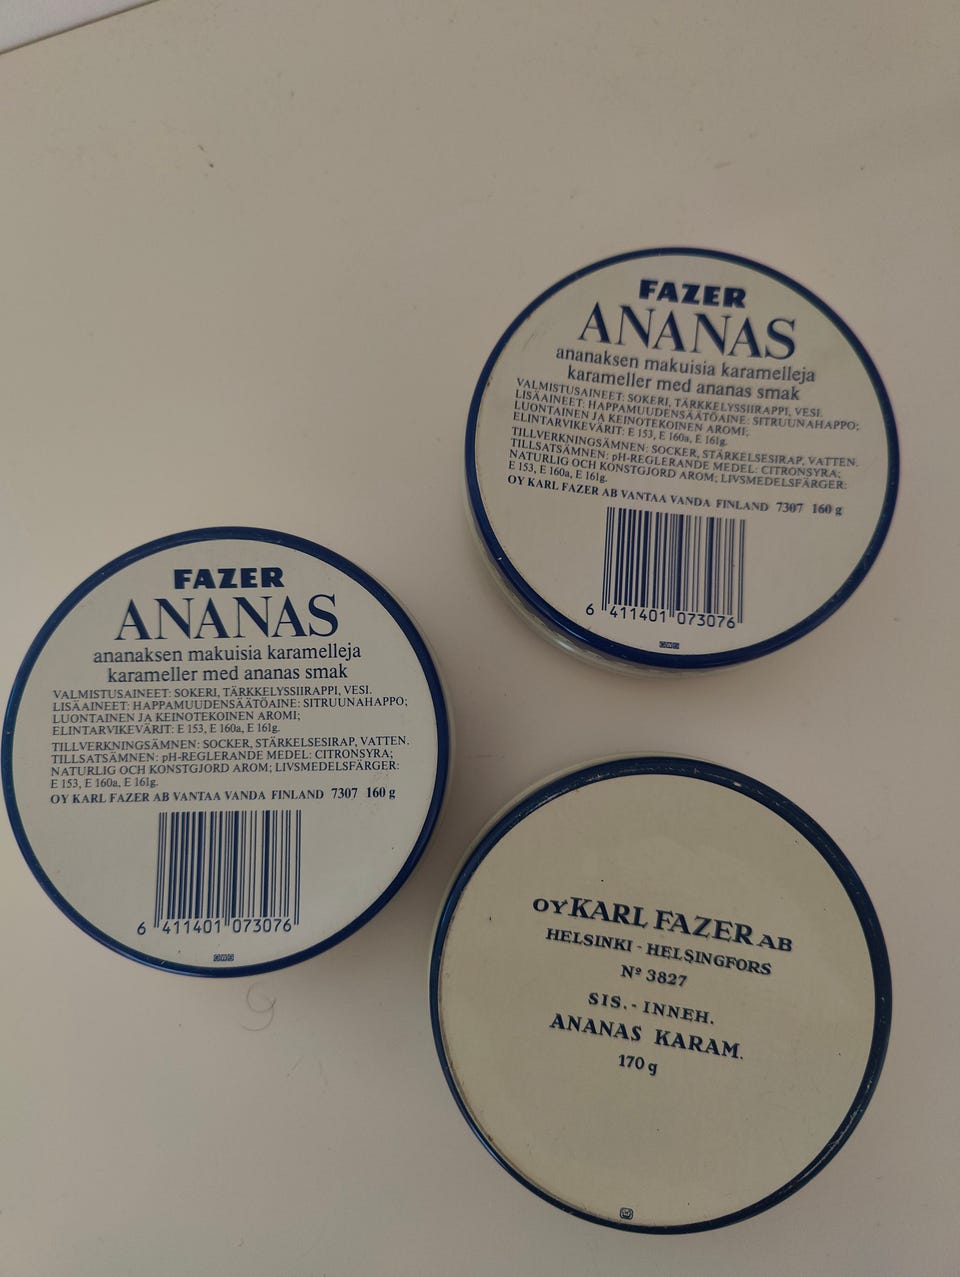 FAZER
ANANAS
ananaksen makuisia karamelleja
karameller med ananas smak
VALMISTUSAINEET: SOKERI, TÄRKKELYSSIIRAPPI, VESI.
LISÄAINEET: HAPPAMUUDENSÄÄTÖAINE: SITRUUNAHAPPO;
LUONTAINEN JA KEINOTEKOINEN AROMI;
ELINTARVIKEVÄRIT: E 153, E 160a, E 161g.
TILLVERKNINGSÄMNEN: SOCKER, STÄRKELSESIRAP, VATTEN.
TILLSATSÄMNEN: pH-REGLERANDE MEDEL: CITRONSYRA;
NATURLIG OCH KONSTGJORD AROM; LIVSMEDELSFÄRGER:
E 153, E 160a, E 161g.
OY KARL FAZER AB VANTAA VANDA FINLAND 7307 160 g
6 411401 073076
FAZER
ANANAS
ananaksen makuisia karamelleja
karameller med ananas smak
VALMISTUSAINEET: SOKERI, TÄRKKELYSSIIRAPPI, VESI.
LISÄAINEET: HAPPAMUUDENSÄÄTÖAINE: SITRUUNAHAPPO;
LUONTAINEN JA KEINOTEKOINEN AROMI;
ELINTARVIKEVÄRIT: E 153, E 160a, E 161g.
TILLVERKNINGSÄMNEN: SOCKER, STÄRKELSESIRAP, VATTEN.
TILLSATSÄMNEN: pH-REGLERANDE MEDEL: CITRONSYRA;
NATURLIG OCH KONSTGJORD AROM; LIVSMEDELSFÄRGER:
E 153, E 160a, E 161g.
OY KARL FAZER AB VANTAA VANDA FINLAND 7307 160 g
6 411401 073076
OY KARL FAZER AB
HELSINKI - HELSINGFORS
Nº 3827
SIS. - INNEH.
ANANAS KARAM.
170 g